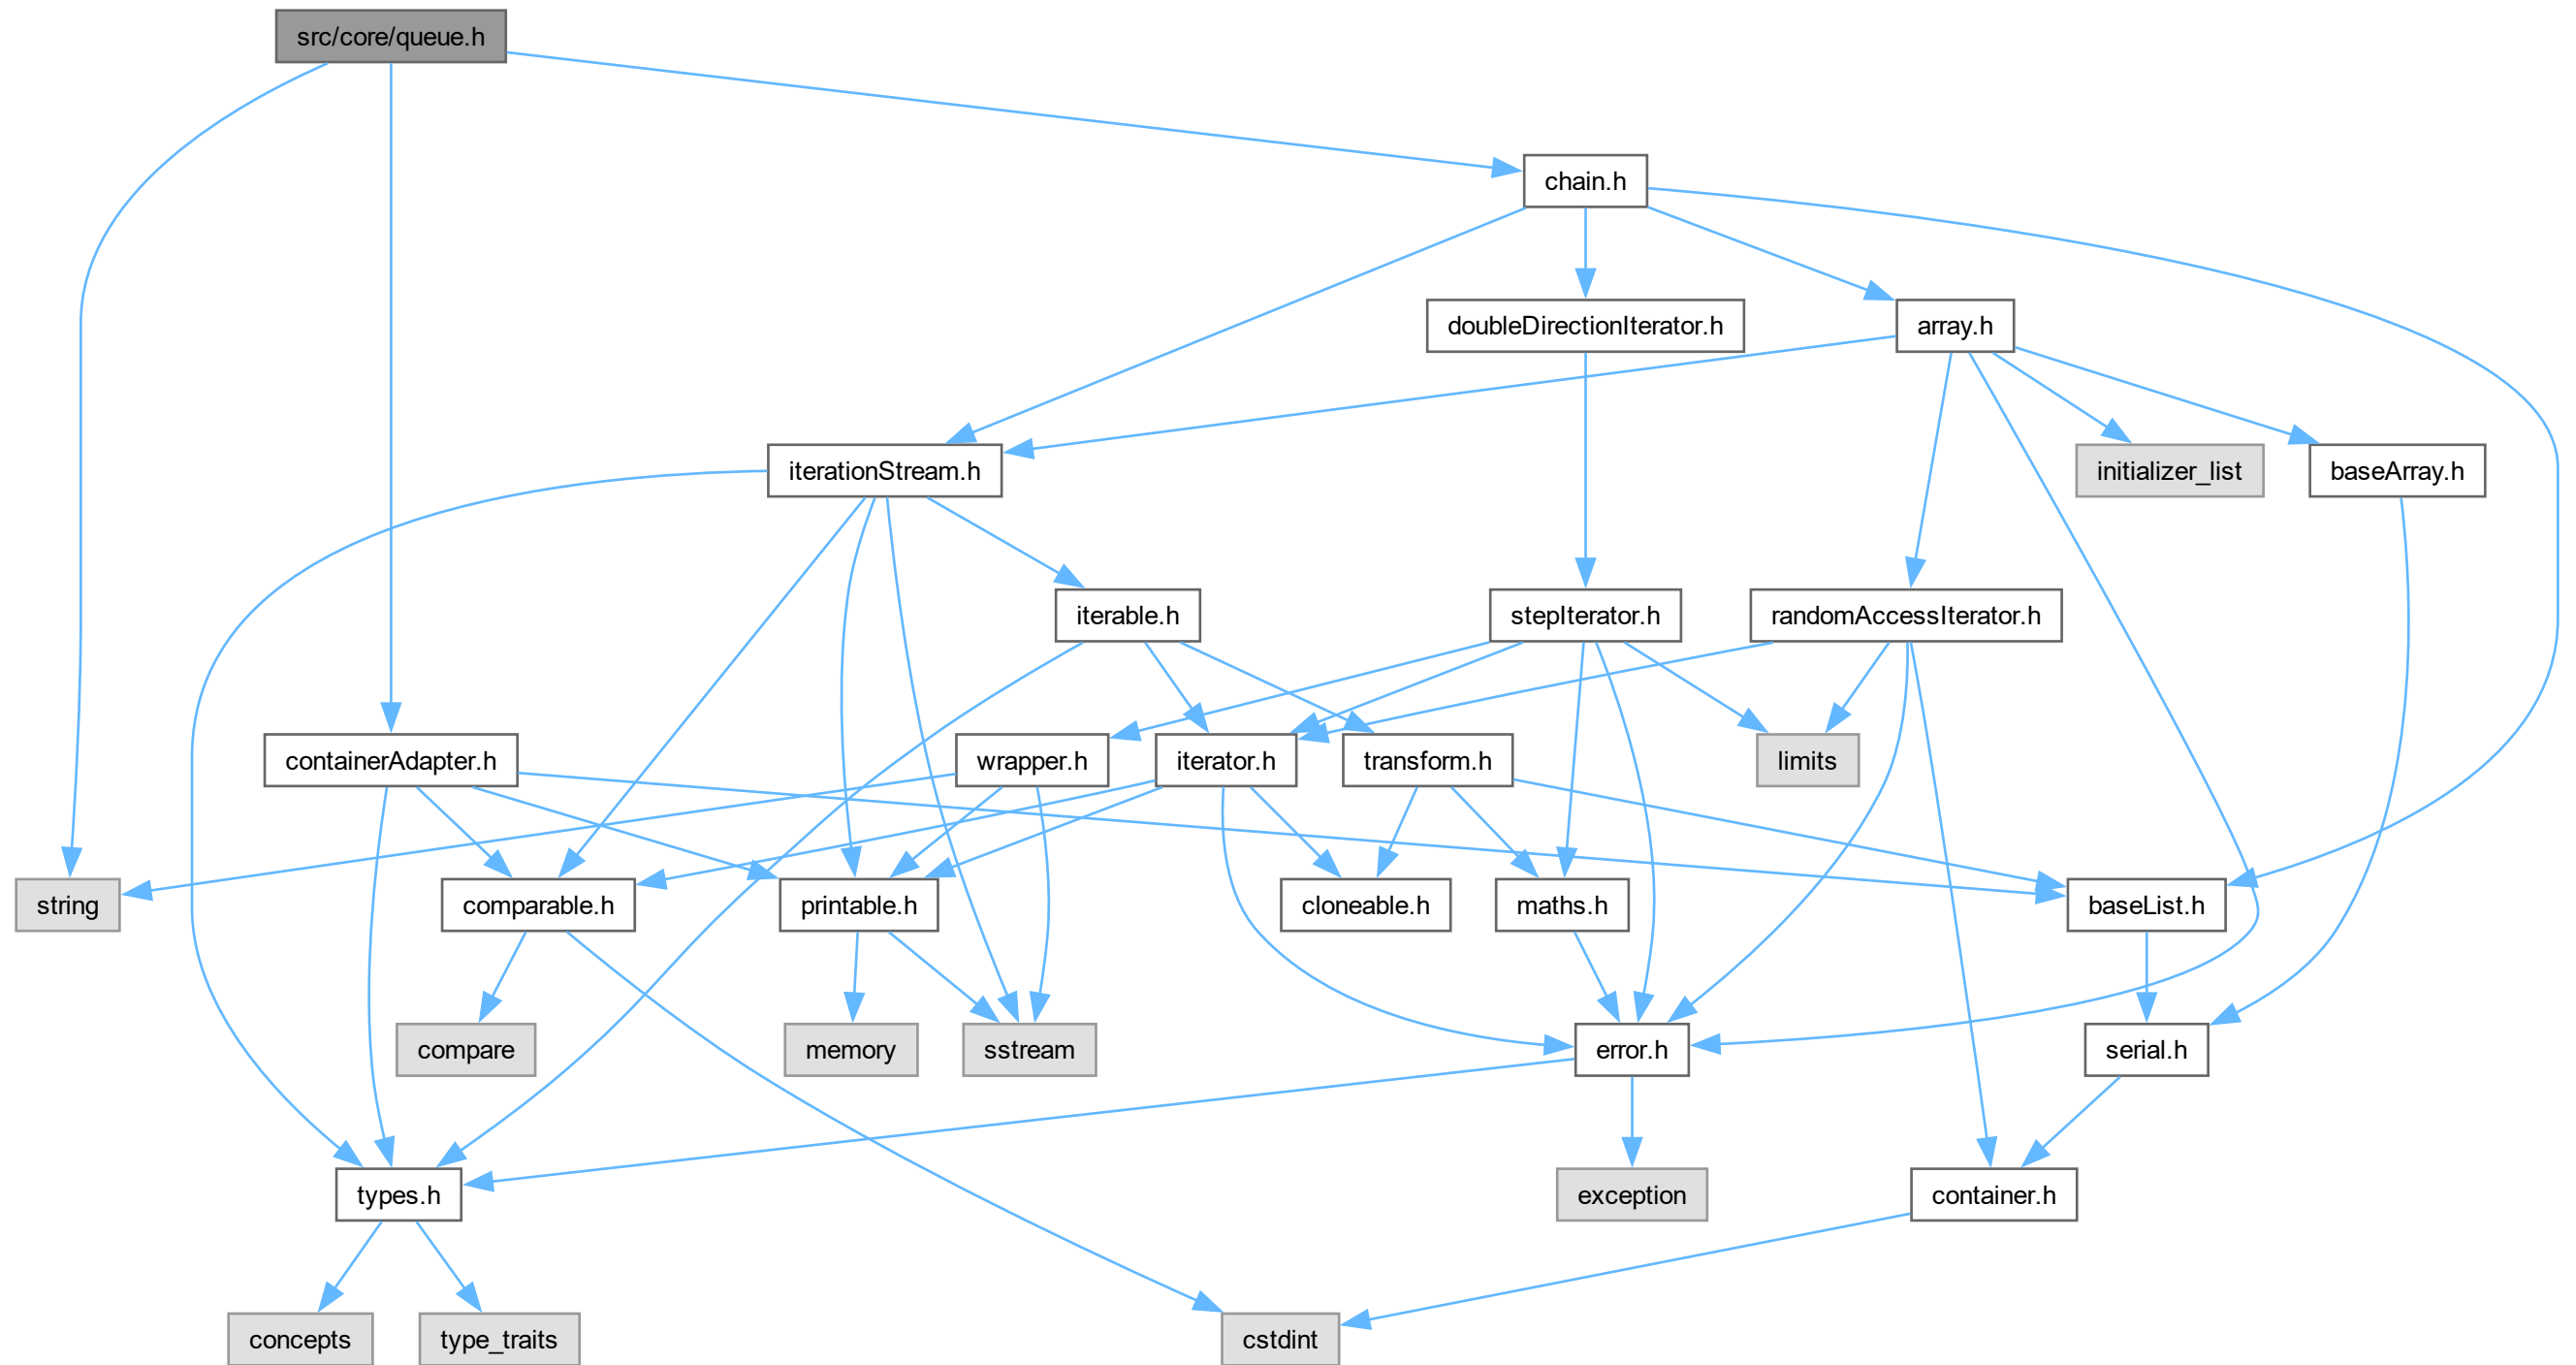 src/core/queue.h
chain.h
doubleDirectionIterator.h
array.h
iterationStream.h
initializer_list
baseArray.h
iterable.h
stepIterator.h
randomAccessIterator.h
containerAdapter.h
wrapper.h
iterator.h
transform.h
limits
string
comparable.h
printable.h
cloneable.h
maths.h
baseList.h
compare
memory
sstream
error.h
serial.h
types.h
exception
container.h
concepts
type_traits
cstdint